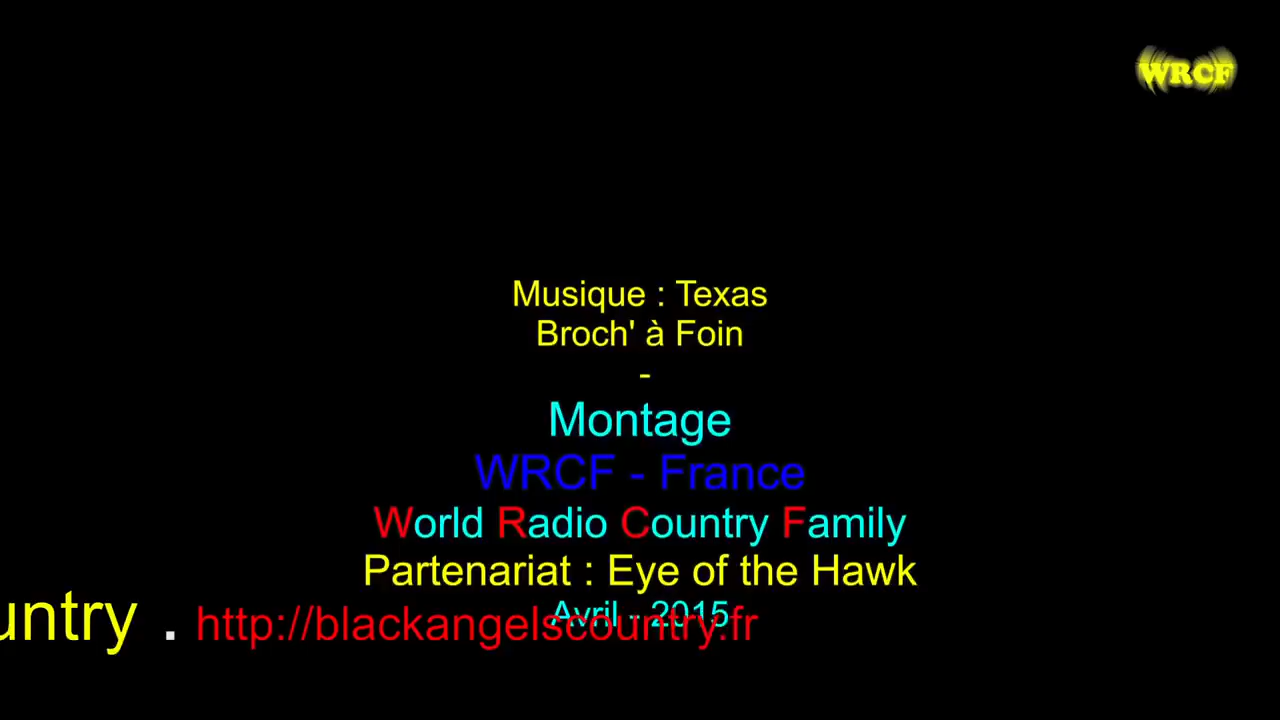 WRCF
Musique : Texas
Broch' à Foin
-
Montage
WRCF - France
World Radio Country Family
Partenariat : Eye of the Hawk
Avril - 2015
untry . http://blackangelscountry.fr